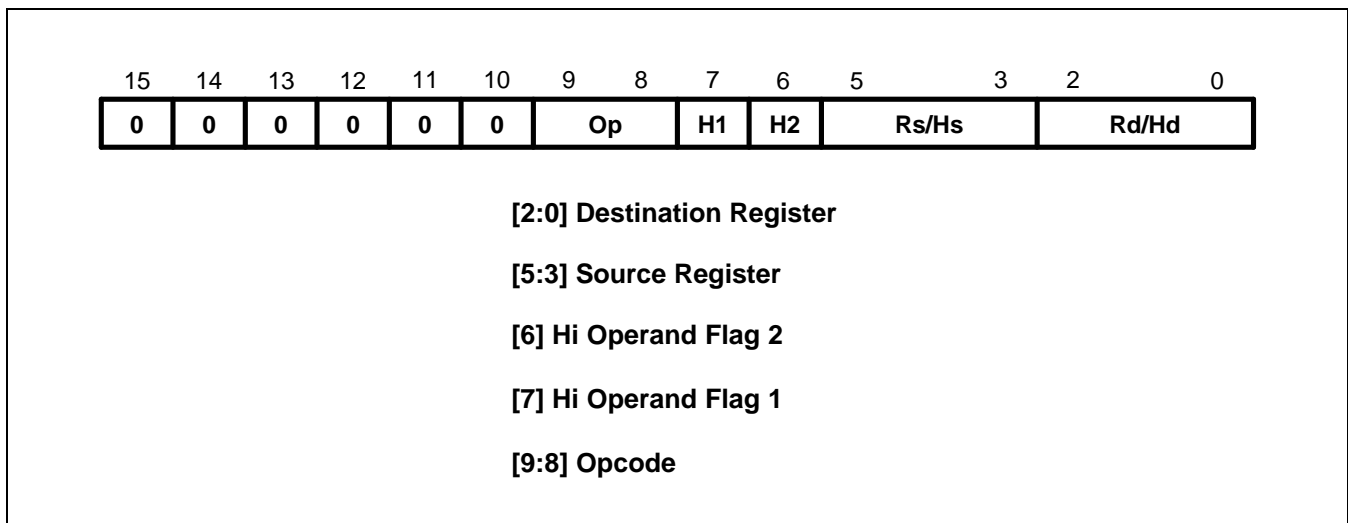 15 14 13 12 11 10 9 8 7 6 5 3 2 0
0 0 0 0 0 0 Op H1 H2 Rs/Hs Rd/Hd
[2:0] Destination Register
[5:3] Source Register
[6] Hi Operand Flag 2
[7] Hi Operand Flag 1
[9:8] Opcode